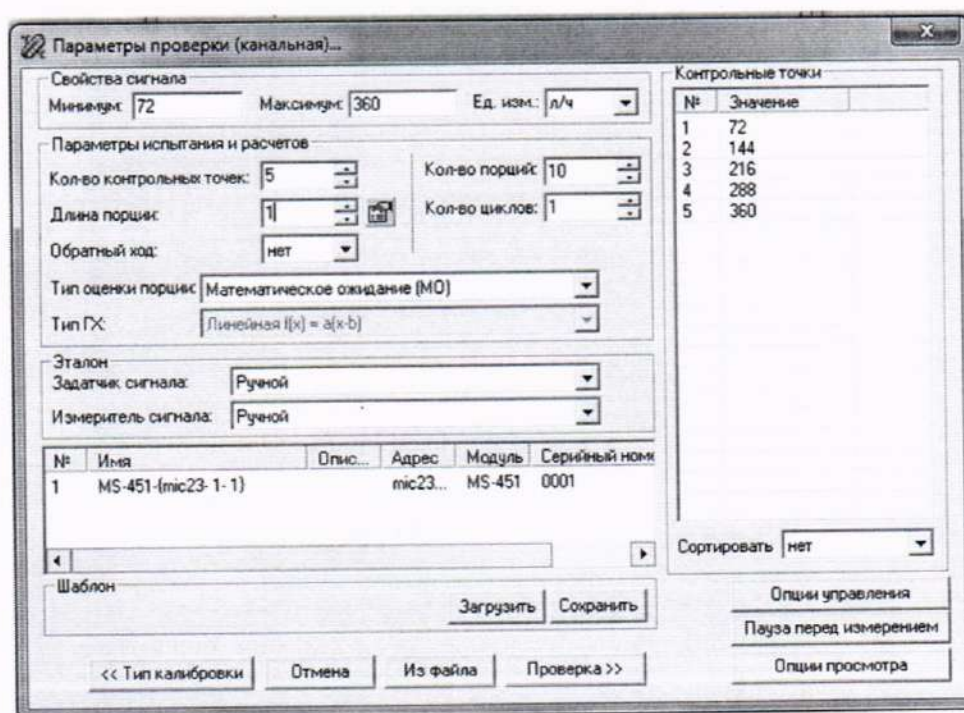 Параметры проверки (канальная)...
Свойства сигнала
Минимум: 72 Максимум: 360 Ед. изм.: л/ч
Параметры испытания и расчетов
Кол-во контрольных точек: 5 Кол-во порций: 10
Длина порции: 1 Кол-во циклов: 1
Обратный ход: нет
Тип оценки порции: Математическое ожидание (МО)
Тип ГХ: Линейная f(x) = a(x-b)
Эталон
Задатчик сигнала: Ручной
Измеритель сигнала: Ручной
№ Имя Опис... Адрес Модуль Серийный номе
1 MS-451-{mic23- 1- 1} mic23... MS-451 0001
Шаблон
Загрузить Сохранить
<< Тип калибровки Отмена Из файла Проверка >>
Контрольные точки
№ Значение
1 72
2 144
3 216
4 288
5 360
Сортировать нет
Опции управления
Пауза перед измерением
Опции просмотра